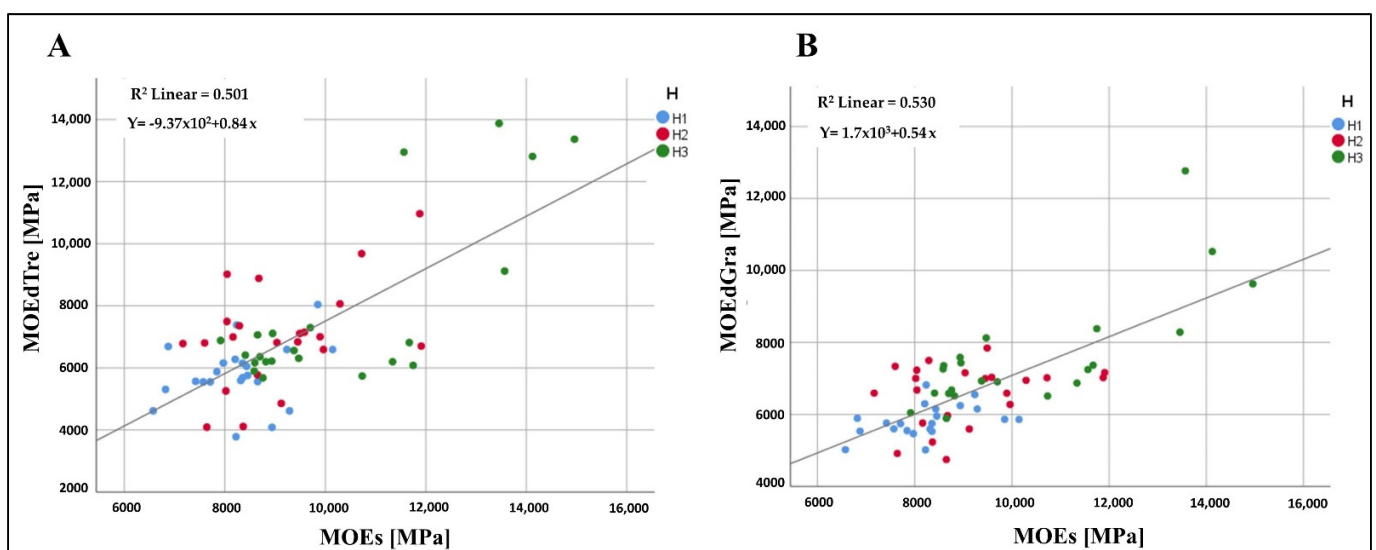 A
R² Linear = 0.501
Y= -9.37x10²+0.84x
H
H1
H2
H3
14,000
12,000
10,000
8000
6000
4000
2000
MOEdTre [MPa]
6000 8000 10,000 12,000 14,000 16,000
MOEs [MPa]
B
R² Linear = 0.530
Y= 1.7x10³+0.54x
H
H1
H2
H3
14,000
12,000
10,000
8000
6000
4000
MOEdGra [MPa]
6000 8000 10,000 12,000 14,000 16,000
MOEs [MPa]